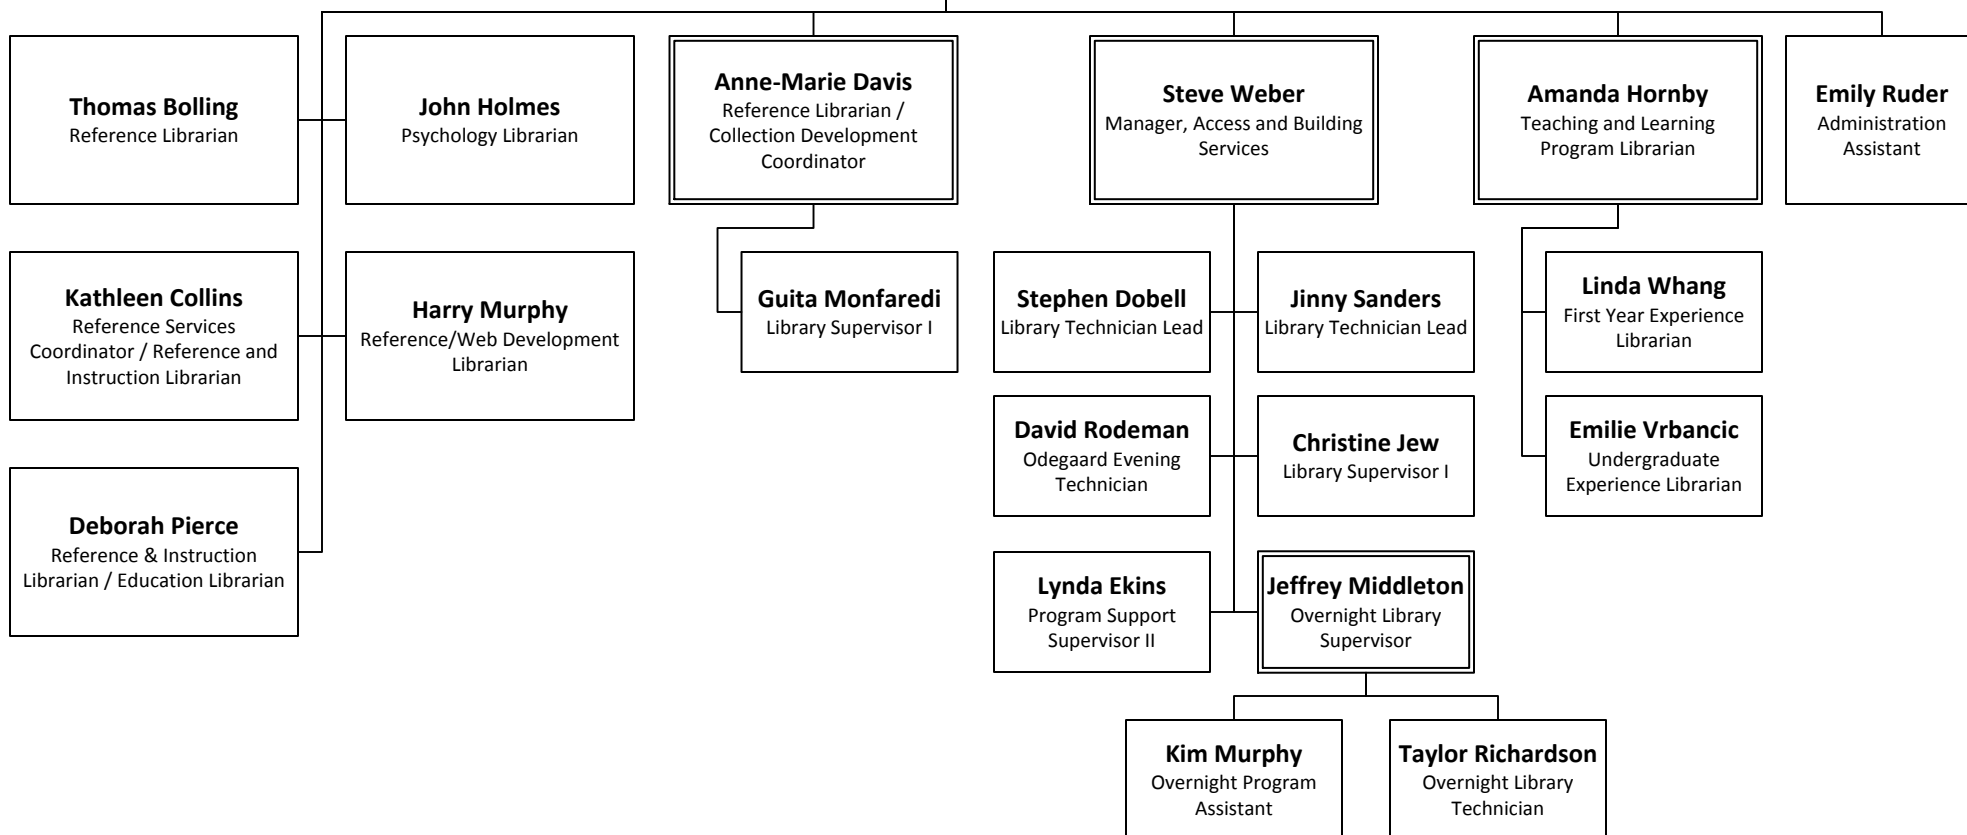 Thomas Bolling
Reference Librarian
John Holmes
Psychology Librarian
Anne-Marie Davis
Reference Librarian /
Collection Development
Coordinator
Steve Weber
Manager, Access and Building
Services
Amanda Hornby
Teaching and Learning
Program Librarian
Emily Ruder
Administration
Assistant
Kathleen Collins
Reference Services
Coordinator / Reference and
Instruction Librarian
Harry Murphy
Reference/Web Development
Librarian
Guita Monfaredi
Library Supervisor I
Stephen Dobell
Library Technician Lead
Jinny Sanders
Library Technician Lead
Linda Whang
First Year Experience
Librarian
David Rodeman
Odegaard Evening
Technician
Christine Jew
Library Supervisor I
Emilie Vrbancic
Undergraduate
Experience Librarian
Deborah Pierce
Reference & Instruction
Librarian / Education Librarian
Lynda Ekins
Program Support
Supervisor II
Jeffrey Middleton
Overnight Library
Supervisor
Kim Murphy
Overnight Program
Assistant
Taylor Richardson
Overnight Library
Technician